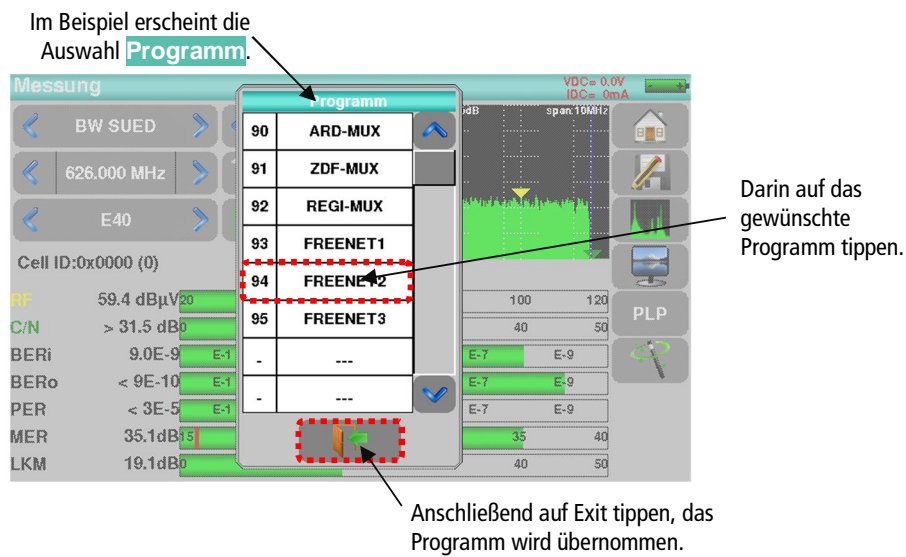 Im Beispiel erscheint die
Auswahl Programm.
Messung
VDC= 0.0V
IDC= 0mA
Programm
dB
span:10MHz
BW SUED
626.000 MHz
E40
Cell ID:0x0000 (0)
90 ARD-MUX
91 ZDF-MUX
92 REGI-MUX
93 FREENET1
94 FREENET2
95 FREENET3
- ---
- ---
Darin auf das
gewünschte
Programm tippen.
PLP
RF 59.4 dBµV 20 100 120
C/N > 31.5 dB 0 40 50
BERi 9.0E-9 E-1 E-7 E-9
BERo < 9E-10 E-1 E-7 E-9
PER < 3E-5 E-1 E-7 E-9
MER 35.1dB 15 35 40
LKM 19.1dB 0 40 50
Anschließend auf Exit tippen, das
Programm wird übernommen.